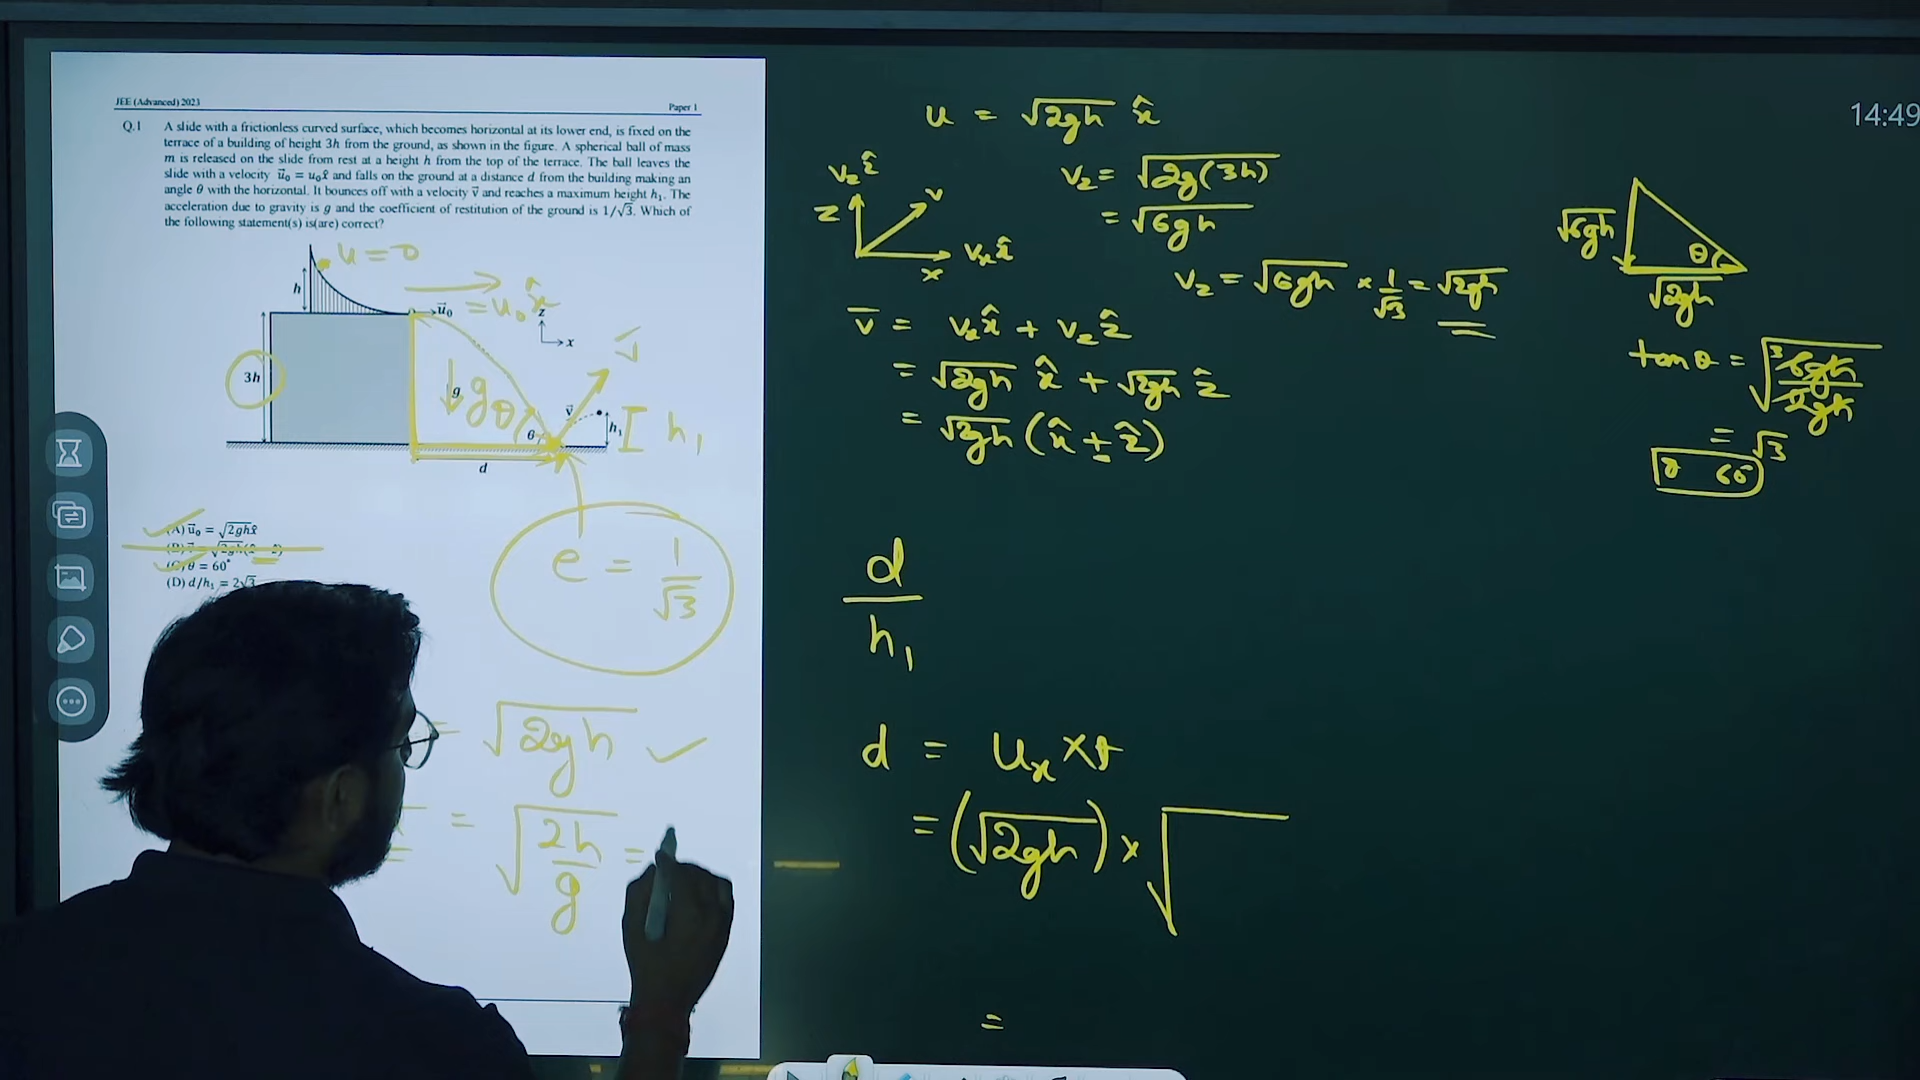 JEE (Advanced) 2023
Paper 1
Q.1 A slide with a frictionless curved surface, which becomes horizontal at its lower end, is fixed on the
terrace of a building of height 3h from the ground, as shown in the figure. A spherical ball of mass
m is released on the slide from rest at a height h from the top of the terrace. The ball leaves the
slide with a velocity u⃗₀ = u₀x̂ and falls on the ground at a distance d from the building making an
angle θ with the horizontal. It bounces off with a velocity v⃗ and reaches a maximum height h₁. The
acceleration due to gravity is g and the coefficient of restitution of the ground is 1/√3. Which of
the following statement(s) is(are) correct?
u = 0
h
u⃗₀
= u₀ x̂
z
x
3h
g
g
θ
θ
v⃗
v
h₁
h₁
d
(A) u⃗₀ = √2gh x̂
(C) θ = 60°
(D) d/h₁ = 2√3
e = 1/√3
= √2gh ✓
= √(2h/g) =
14:49
u = √2gh x̂
v_z ẑ
z
v
v_x x̂
x
v_z = √2g(3h)
= √6gh
v_z = √6gh × 1/√3 = √2gh
v̄ = v_x x̂ + v_z ẑ
= √2gh x̂ + √2gh ẑ
= √2gh (x̂ + ẑ)
√6gh
θ
√2gh
tan θ = √(6gh/2gh)
3
= √3
60°
d/h₁
d = u_x × t
= (√2gh) × √
=